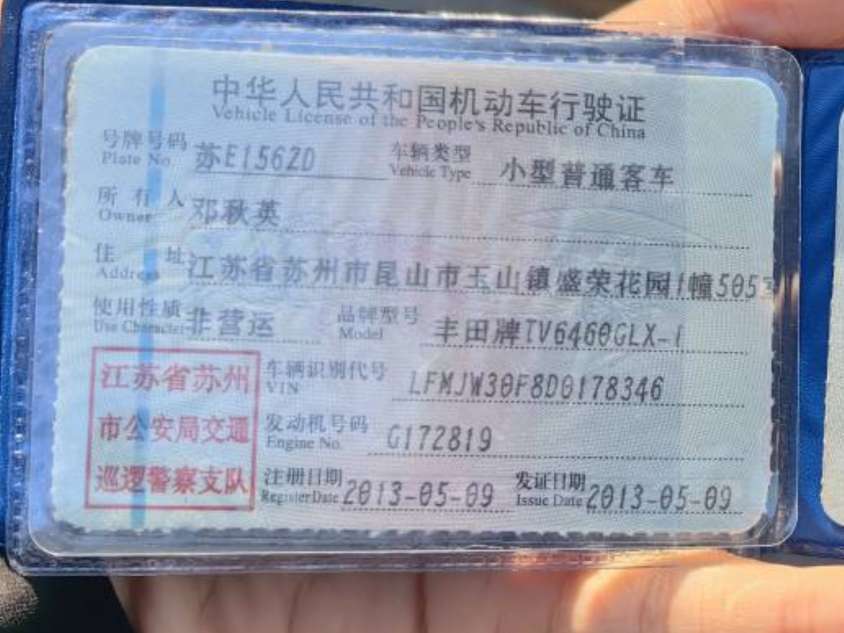 中华人民共和国机动车行驶证
Vehicle License of the People's Republic of China
号牌号码 苏E1562D 车辆类型 小型普通客车
Plate No. Vehicle Type
所有人 邓秋英
Owner
住址 江苏省苏州市昆山市玉山镇盛荣花园1幢505室
Address
使用性质 非营运 品牌型号 丰田牌TV6460GLX-I
Use Character Model
江苏省苏州
市公安局交通
巡逻警察支队
车辆识别代号 LFMJW30F8D0178346
VIN
发动机号码 G172819
Engine No.
注册日期 2013-05-09 发证日期 2013-05-09
Register Date Issue Date